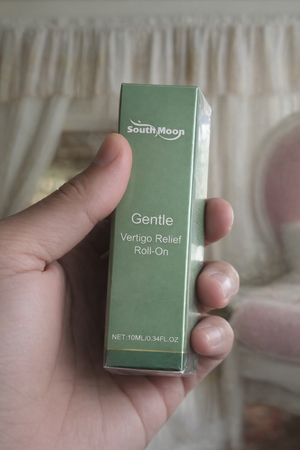 South Moon
Gentle
Vertigo Relief
Roll-On
NET:10ML/0.34FL.OZ